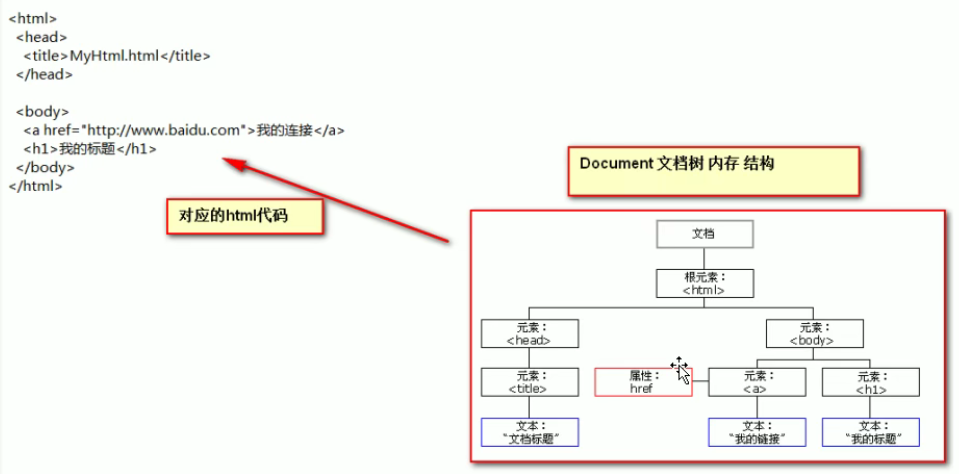 <html>
<head>
<title>MyHtml.html</title>
</head>
<body>
<a href="http://www.baidu.com">我的连接</a>
<h1>我的标题</h1>
</body>
</html>
对应的html代码
Document 文档树 内存 结构
文档
根元素：
<html>
元素：
<head>
元素：
<body>
元素：
<title>
属性：
href
元素：
<a>
元素：
<h1>
文本：
“文档标题”
文本：
“我的链接”
文本：
“我的标题”